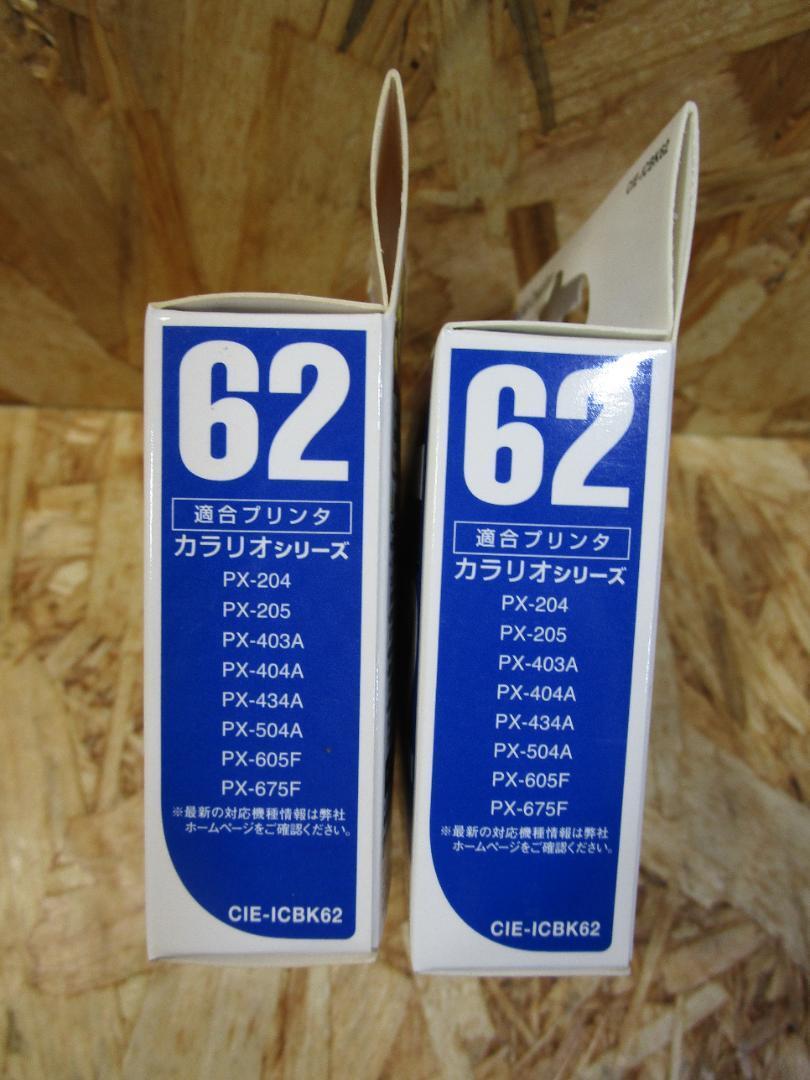 62
適合プリンタ
カラリオシリーズ
PX-204
PX-205
PX-403A
PX-404A
PX-434A
PX-504A
PX-605F
PX-675F
※最新の対応機種情報は弊社
ホームページをご確認ください。
CIE-ICBK62
CIE-ICBK62
62
適合プリンタ
カラリオシリーズ
PX-204
PX-205
PX-403A
PX-404A
PX-434A
PX-504A
PX-605F
PX-675F
※最新の対応機種情報は弊社
ホームページをご確認ください。
CIE-ICBK62